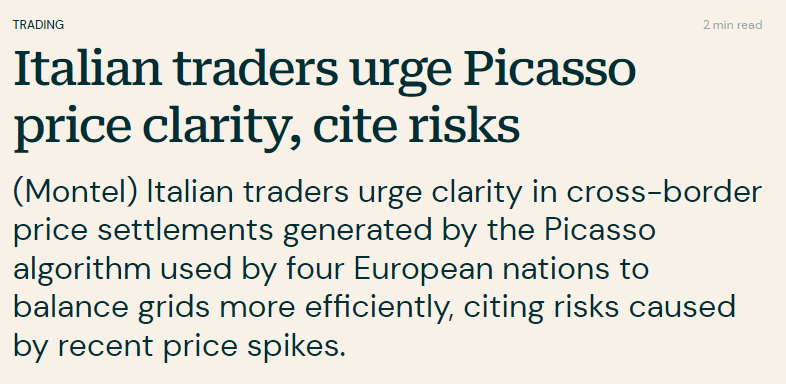 TRADING
2 min read
Italian traders urge Picasso
price clarity, cite risks
(Montel) Italian traders urge clarity in cross-border
price settlements generated by the Picasso
algorithm used by four European nations to
balance grids more efficiently, citing risks caused
by recent price spikes.